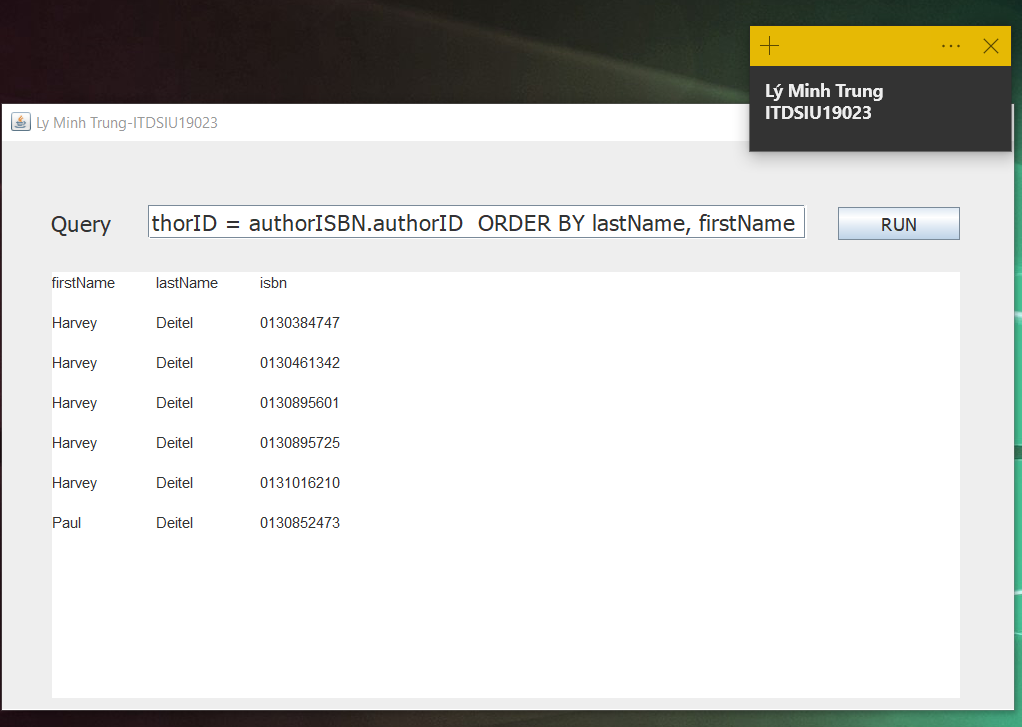 Lý Minh Trung
ITDSIU19023
Ly Minh Trung-ITDSIU19023
Query thorID = authorISBN.authorID  ORDER BY lastName, firstName RUN
firstName lastName isbn
Harvey Deitel 0130384747
Harvey Deitel 0130461342
Harvey Deitel 0130895601
Harvey Deitel 0130895725
Harvey Deitel 0131016210
Paul Deitel 0130852473